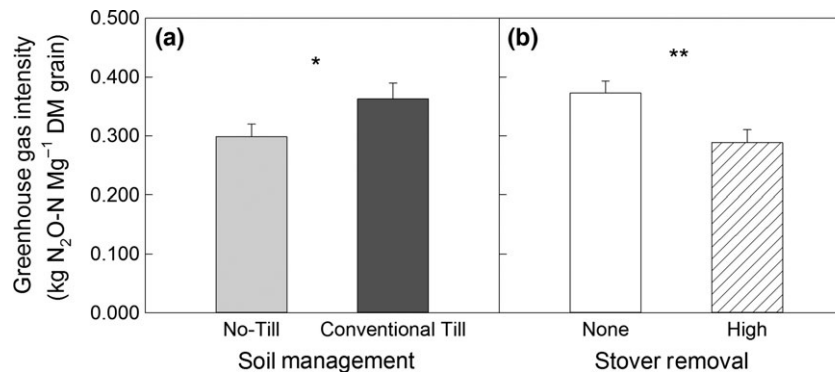 Greenhouse gas intensity
(kg N₂O-N Mg⁻¹ DM grain)
0.500
0.400
0.300
0.200
0.100
0.000
(a)
*
No-Till Conventional Till
Soil management
(b)
**
None High
Stover removal